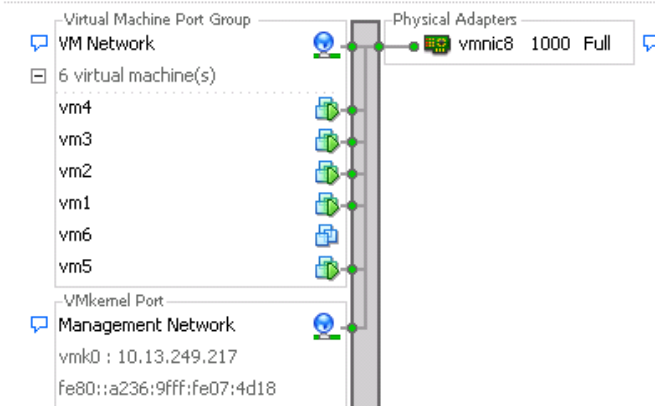 Virtual Machine Port Group
VM Network
6 virtual machine(s)
vm4
vm3
vm2
vm1
vm6
vm5
VMkernel Port
Management Network
vmk0 : 10.13.249.217
fe80::a236:9fff:fe07:4d18
Physical Adapters
vmnic8 1000 Full